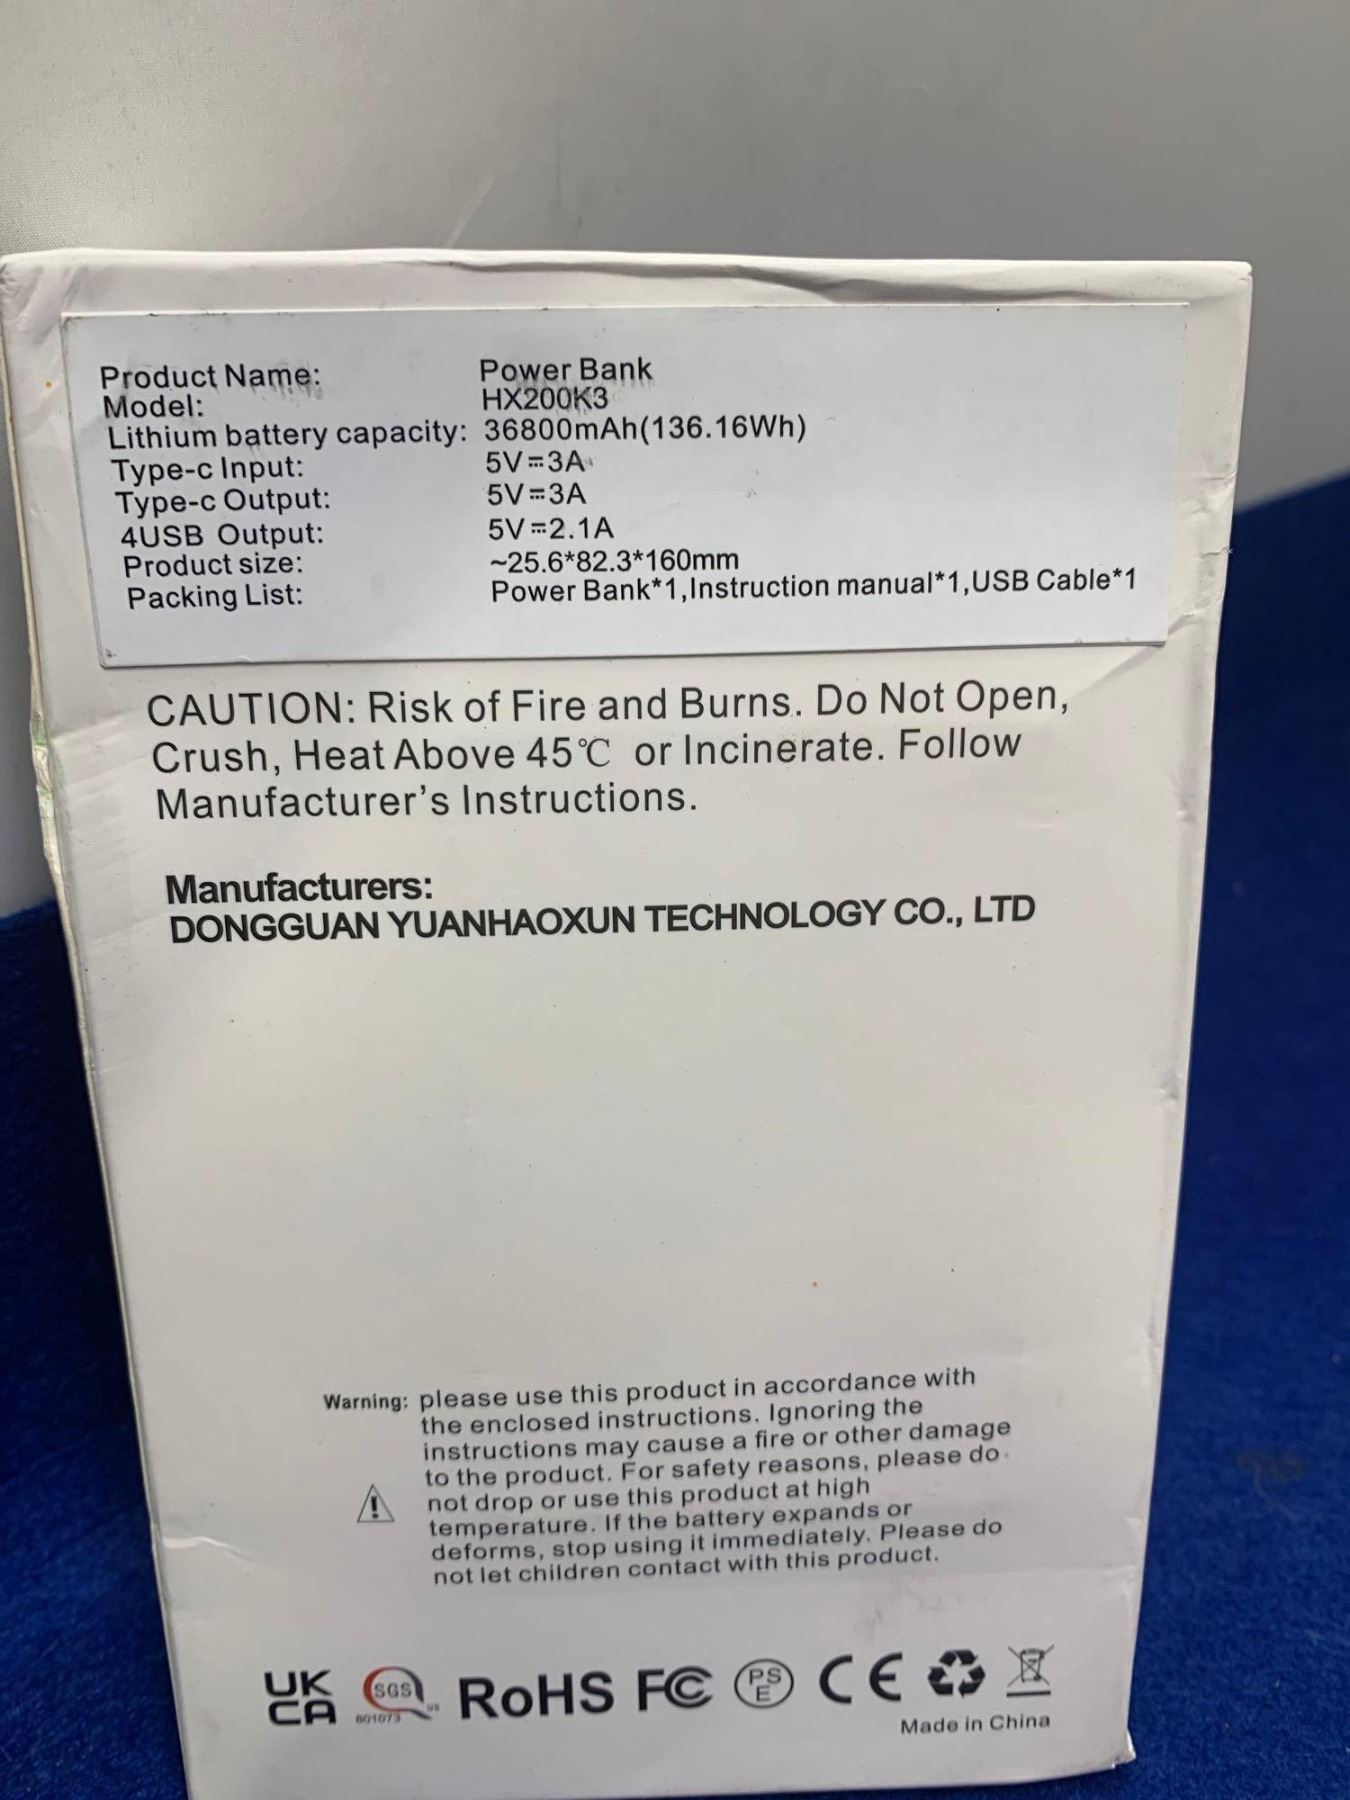 Product Name: Power Bank
Model: HX200K3
Lithium battery capacity: 36800mAh(136.16Wh)
Type-c Input: 5V⎓3A
Type-c Output: 5V⎓3A
4USB Output: 5V⎓2.1A
Product size: ~25.6*82.3*160mm
Packing List: Power Bank*1,Instruction manual*1,USB Cable*1
CAUTION: Risk of Fire and Burns. Do Not Open,
Crush, Heat Above 45℃ or Incinerate. Follow
Manufacturer's Instructions.
Manufacturers:
DONGGUAN YUANHAOXUN TECHNOLOGY CO., LTD
Warning: please use this product in accordance with
the enclosed instructions. Ignoring the
instructions may cause a fire or other damage
to the product. For safety reasons, please do
not drop or use this product at high
temperature. If the battery expands or
deforms, stop using it immediately. Please do
not let children contact with this product.
UK CA SGS US 601073 RoHS FC PSE CE
Made in China